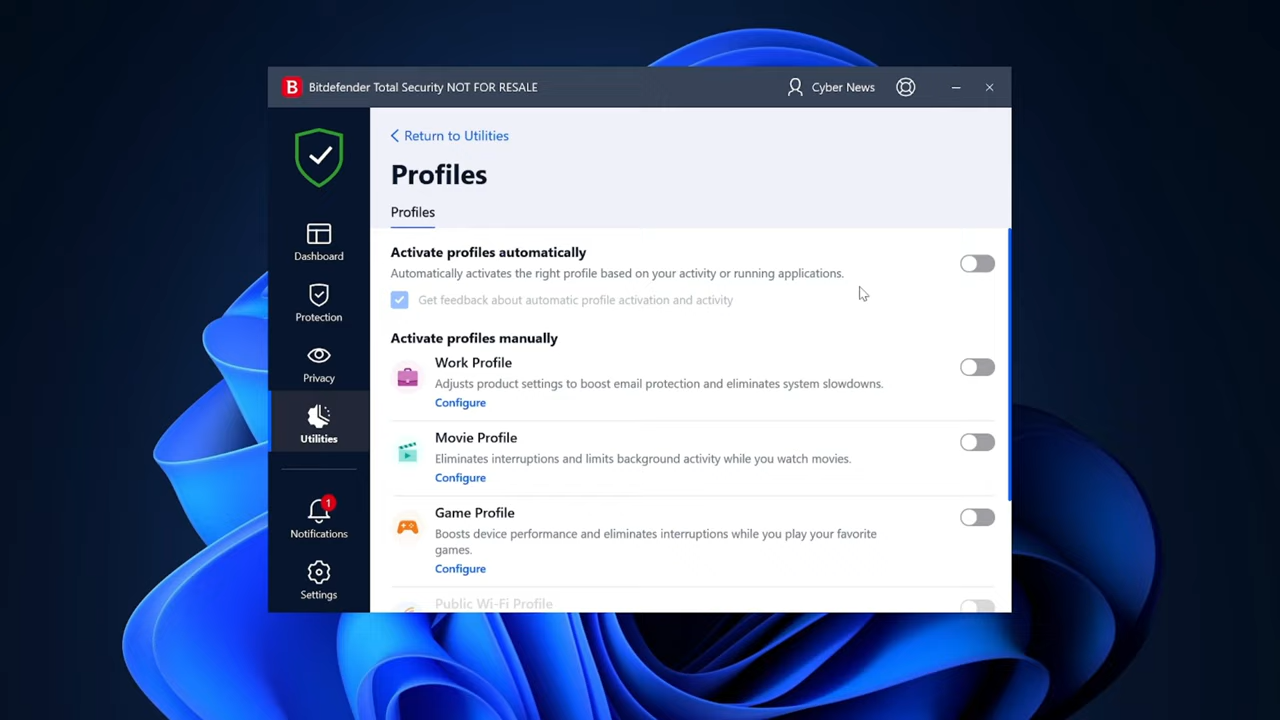 B Bitdefender Total Security NOT FOR RESALE
Cyber News
Return to Utilities
Profiles
Profiles
Dashboard
Protection
Privacy
Utilities
1
Notifications
Settings
Activate profiles automatically
Automatically activates the right profile based on your activity or running applications.
Get feedback about automatic profile activation and activity
Activate profiles manually
Work Profile
Adjusts product settings to boost email protection and eliminates system slowdowns.
Configure
Movie Profile
Eliminates interruptions and limits background activity while you watch movies.
Configure
Game Profile
Boosts device performance and eliminates interruptions while you play your favorite
games.
Configure
Public Wi-Fi Profile